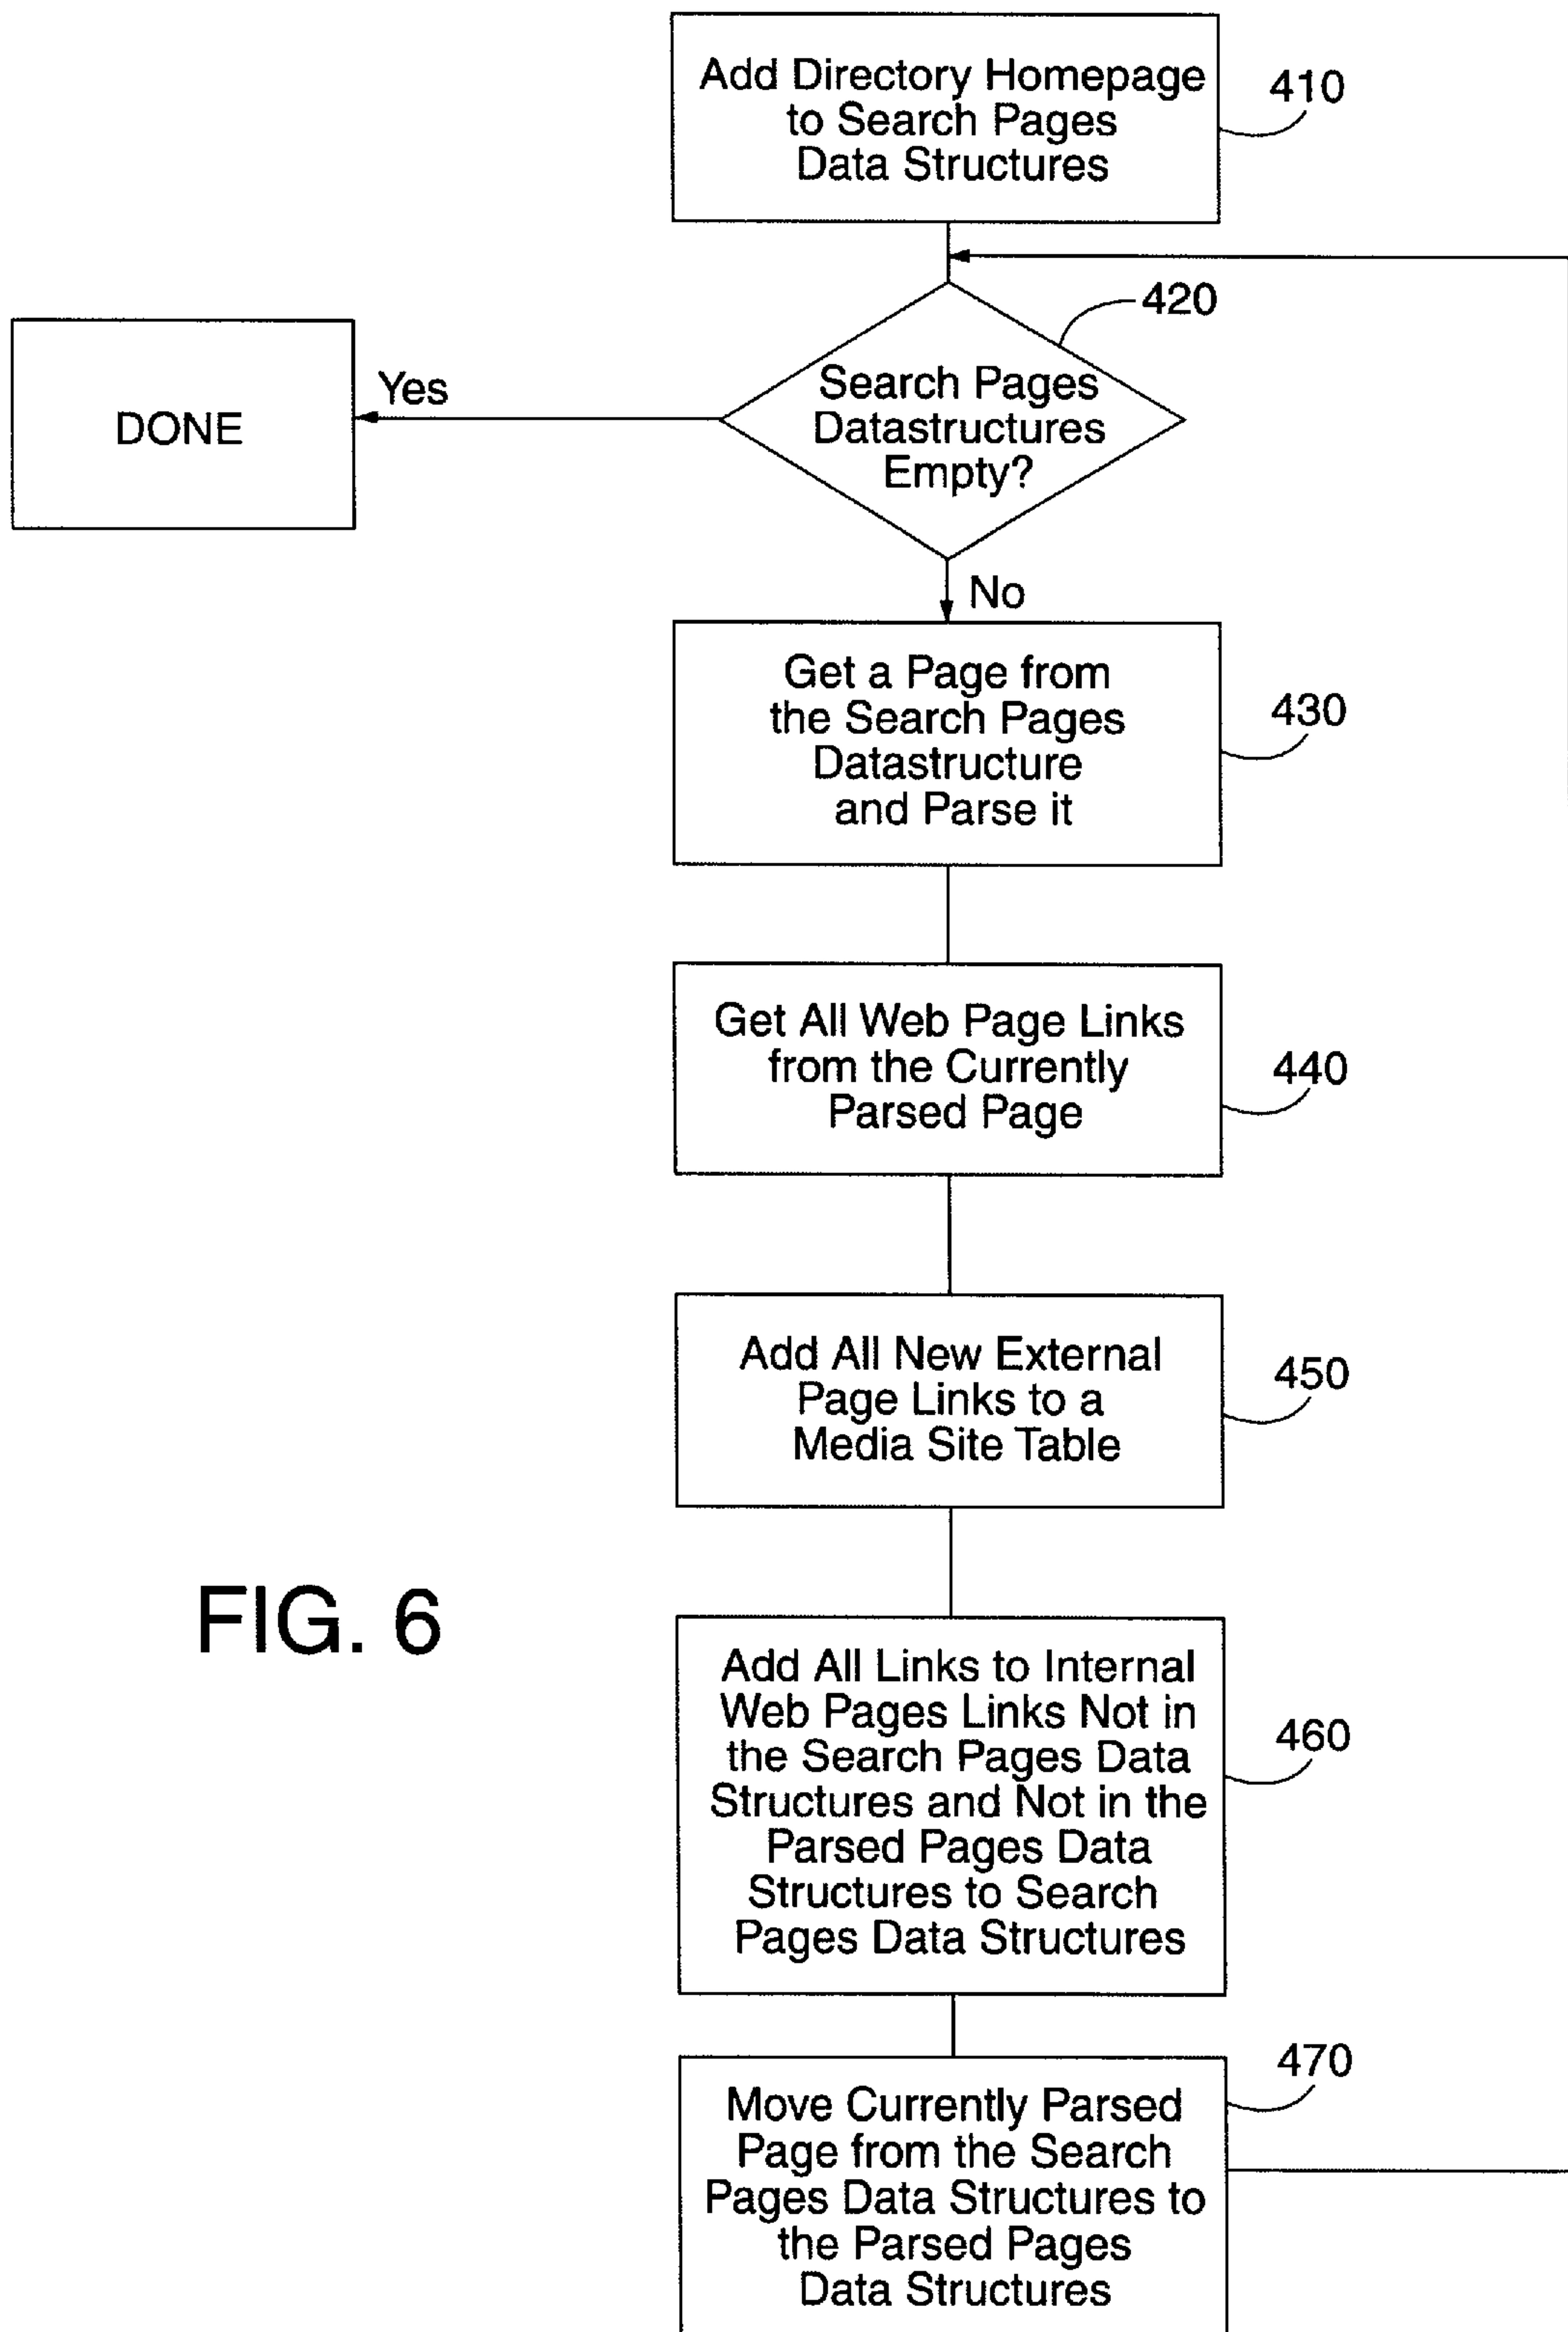 Add Directory Homepage
to Search Pages
Data Structures
410
420
Search Pages
Datastructures
Empty?
Yes
DONE
No
Get a Page from
the Search Pages
Datastructure
and Parse it
430
Get All Web Page Links
from the Currently
Parsed Page
440
Add All New External
Page Links to a
Media Site Table
450
Add All Links to Internal
Web Pages Links Not in
the Search Pages Data
Structures and Not in the
Parsed Pages Data
Structures to Search
Pages Data Structures
460
Move Currently Parsed
Page from the Search
Pages Data Structures to
the Parsed Pages
Data Structures
470
FIG. 6